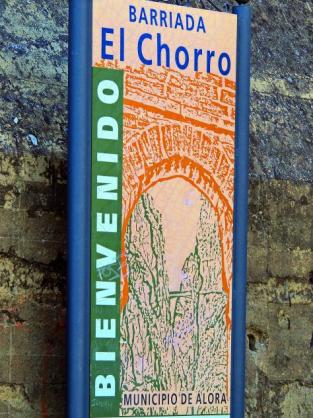 BARRIADA
El Chorro
BIENVENIDO
MUNICIPIO DE ALORA